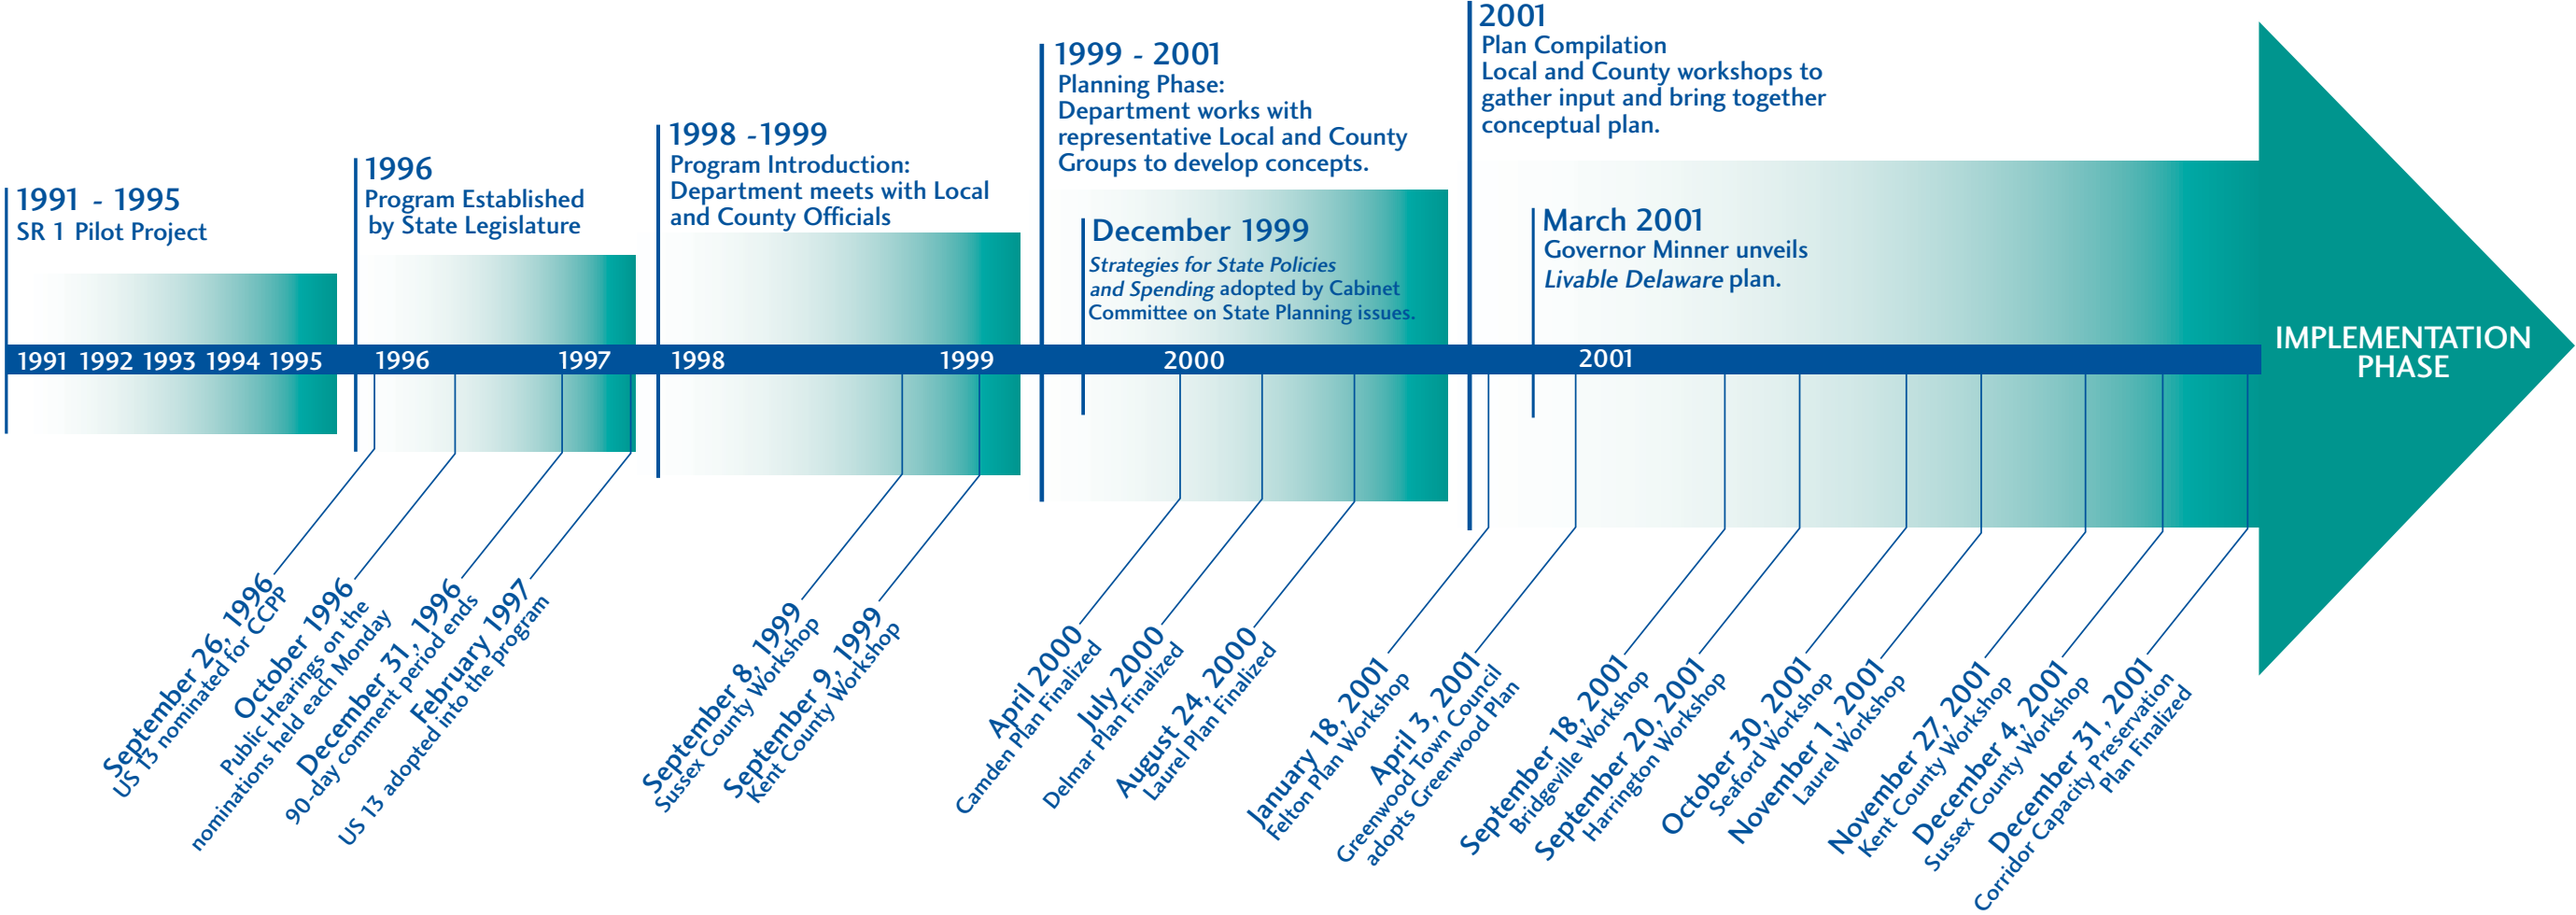 1991 - 1995
SR 1 Pilot Project
1996
Program Established
by State Legislature
1998 -1999
Program Introduction:
Department meets with Local
and County Officials
1999 - 2001
Planning Phase:
Department works with
representative Local and County
Groups to develop concepts.
December 1999
Strategies for State Policies
and Spending adopted by Cabinet
Committee on State Planning issues.
2001
Plan Compilation
Local and County workshops to
gather input and bring together
conceptual plan.
March 2001
Governor Minner unveils
Livable Delaware plan.
1991 1992 1993 1994 1995 1996 1997 1998 1999 2000 2001
IMPLEMENTATION
PHASE
September 26, 1996
US 13 nominated for CCPP
October 1996
Public Hearings on the
nominations held each Monday
December 31, 1996
90-day comment period ends
February 1997
US 13 adopted into the program
September 8, 1999
Sussex County Workshop
September 9, 1999
Kent County Workshop
April 2000
Camden Plan Finalized
July 2000
Delmar Plan Finalized
August 24, 2000
Laurel Plan Finalized
January 18, 2001
Felton Plan Workshop
April 3, 2001
Greenwood Town Council
adopts Greenwood Plan
September 18, 2001
Bridgeville Workshop
September 20, 2001
Harrington Workshop
October 30, 2001
Seaford Workshop
November 1, 2001
Laurel Workshop
November 27, 2001
Kent County Workshop
December 4, 2001
Sussex County Workshop
December 31, 2001
Corridor Capacity Preservation
Plan Finalized